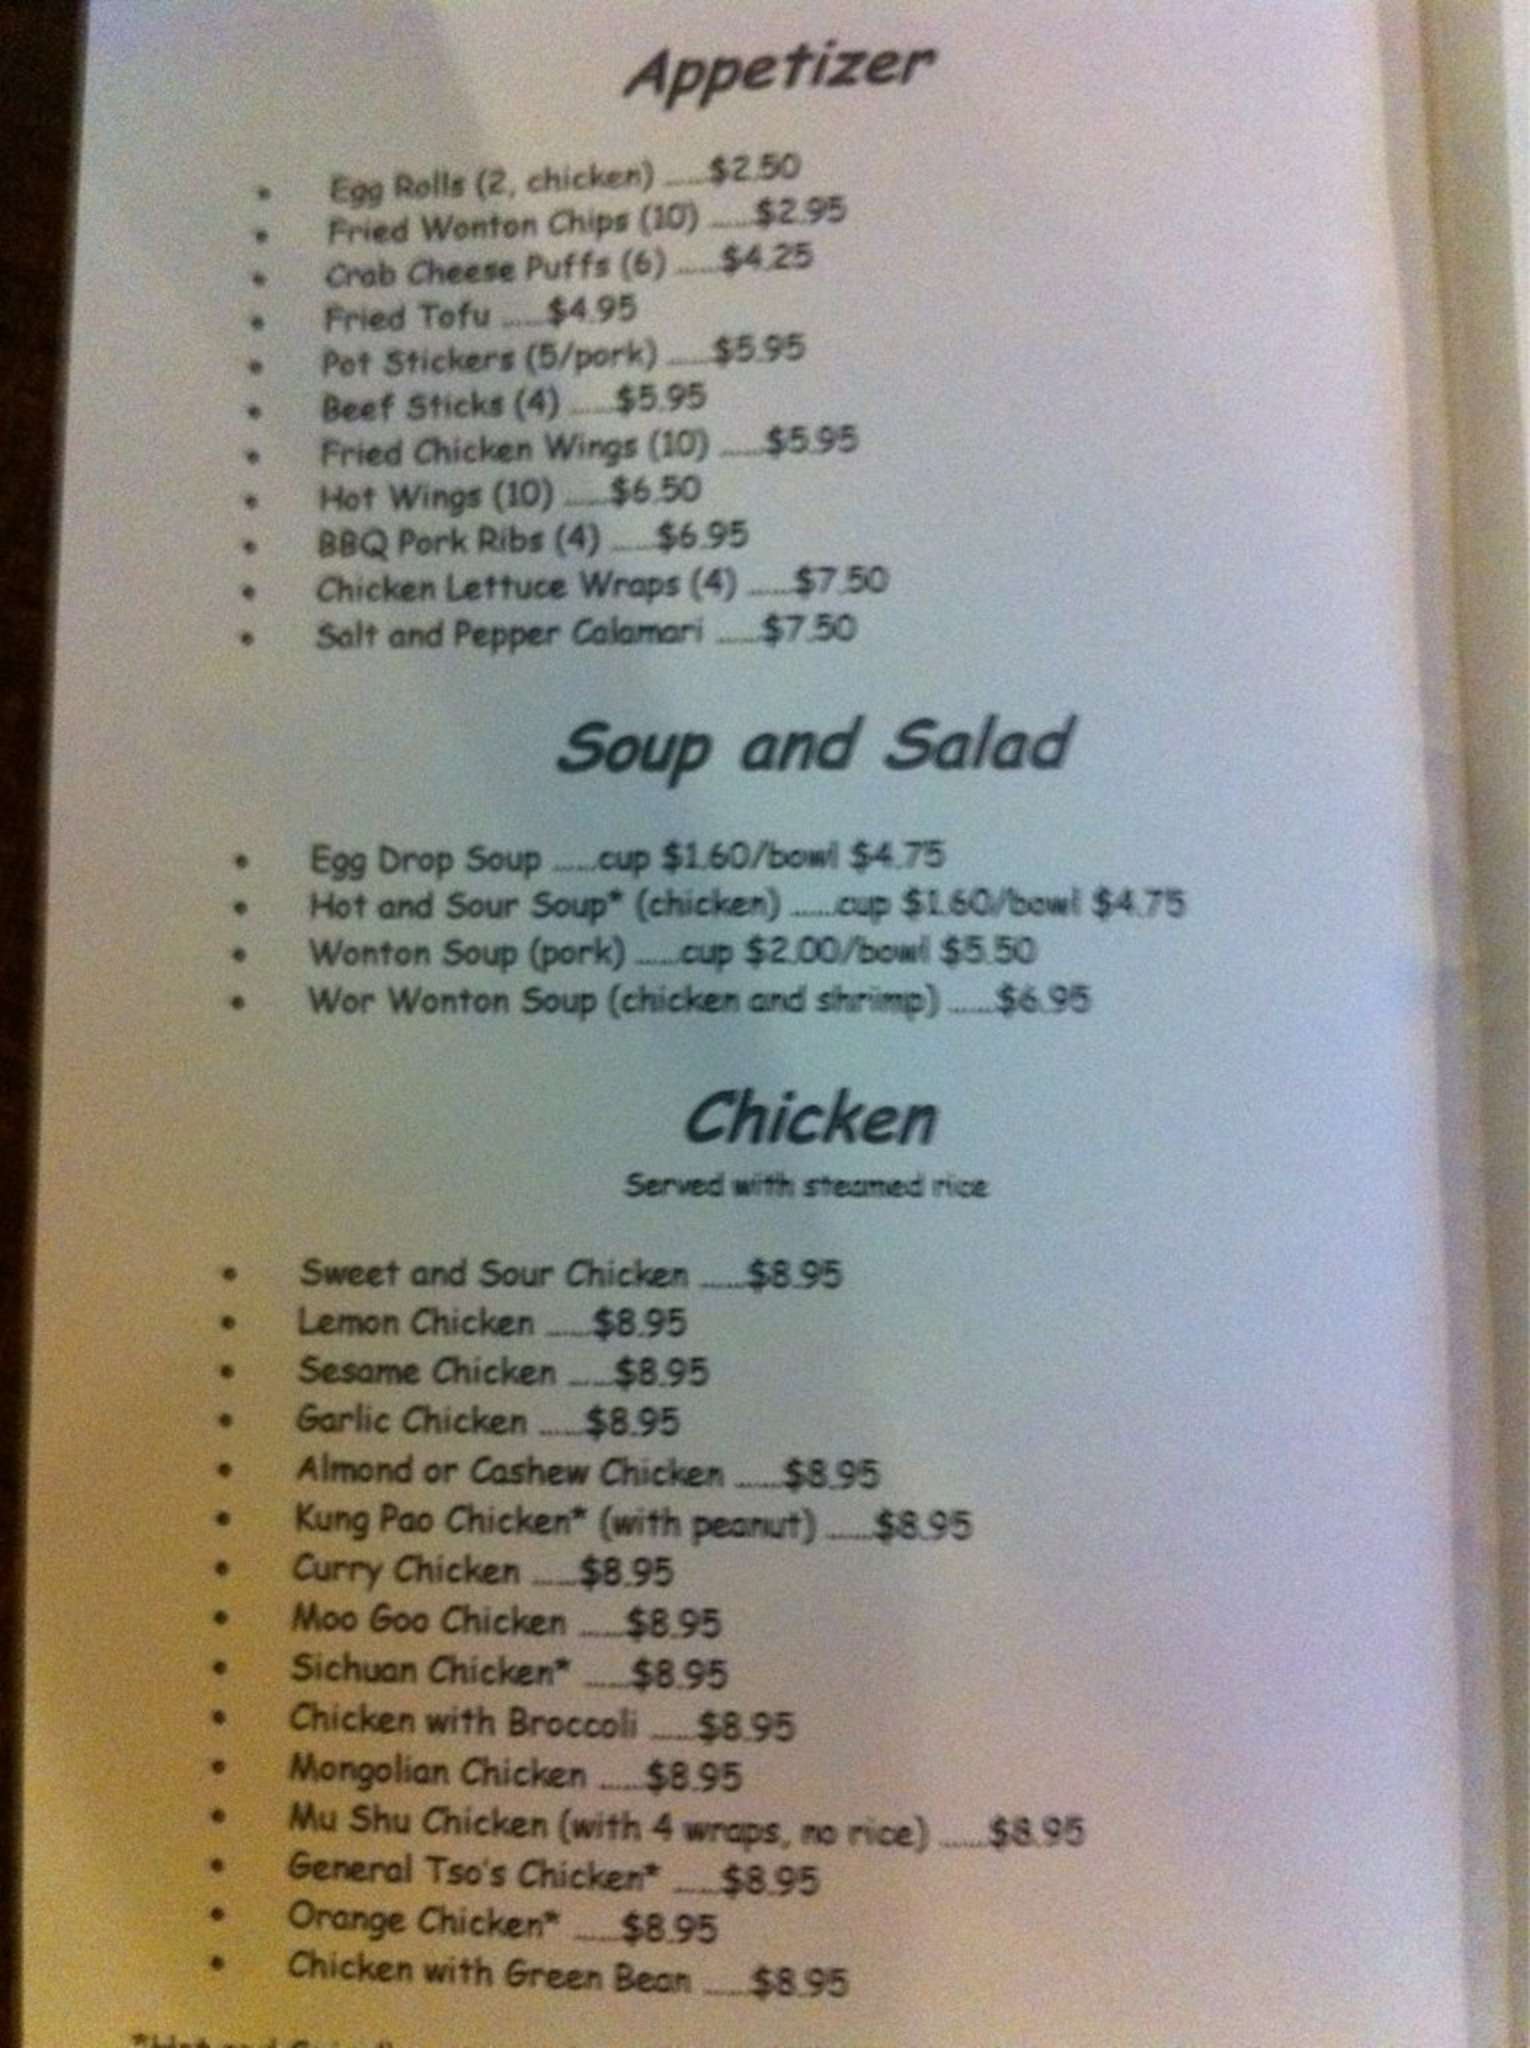 Appetizer
• Egg Rolls (2, chicken) ......$2.50
• Fried Wonton Chips (10) ......$2.95
• Crab Cheese Puffs (6) ......$4.25
• Fried Tofu ......$4.95
• Pot Stickers (5/pork) ......$5.95
• Beef Sticks (4) ......$5.95
• Fried Chicken Wings (10) ......$5.95
• Hot Wings (10) ......$6.50
• BBQ Pork Ribs (4) ......$6.95
• Chicken Lettuce Wraps (4) ......$7.50
• Salt and Pepper Calamari ......$7.50
Soup and Salad
• Egg Drop Soup ......cup $1.60/bowl $4.75
• Hot and Sour Soup* (chicken) ......cup $1.60/bowl $4.75
• Wonton Soup (pork) ......cup $2.00/bowl $5.50
• Wor Wonton Soup (chicken and shrimp) ......$6.95
Chicken
Served with steamed rice
• Sweet and Sour Chicken ......$8.95
• Lemon Chicken ......$8.95
• Sesame Chicken ......$8.95
• Garlic Chicken ......$8.95
• Almond or Cashew Chicken ......$8.95
• Kung Pao Chicken* (with peanut) ......$8.95
• Curry Chicken ......$8.95
• Moo Goo Chicken ......$8.95
• Sichuan Chicken* ......$8.95
• Chicken with Broccoli ......$8.95
• Mongolian Chicken ......$8.95
• Mu Shu Chicken (with 4 wraps, no rice) ......$8.95
• General Tso's Chicken* ......$8.95
• Orange Chicken* ......$8.95
• Chicken with Green Bean ......$8.95